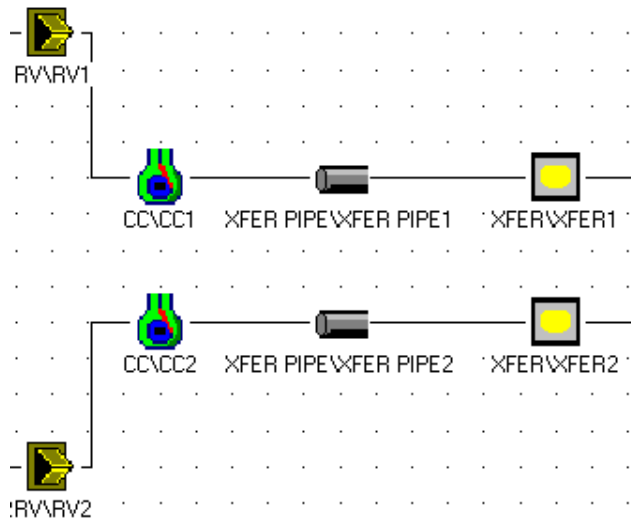 RV\RV1
CC\CC1 XFER PIPE\XFER PIPE1 XFER\XFER1
CC\CC2 XFER PIPE\XFER PIPE2 XFER\XFER2
RV\RV2